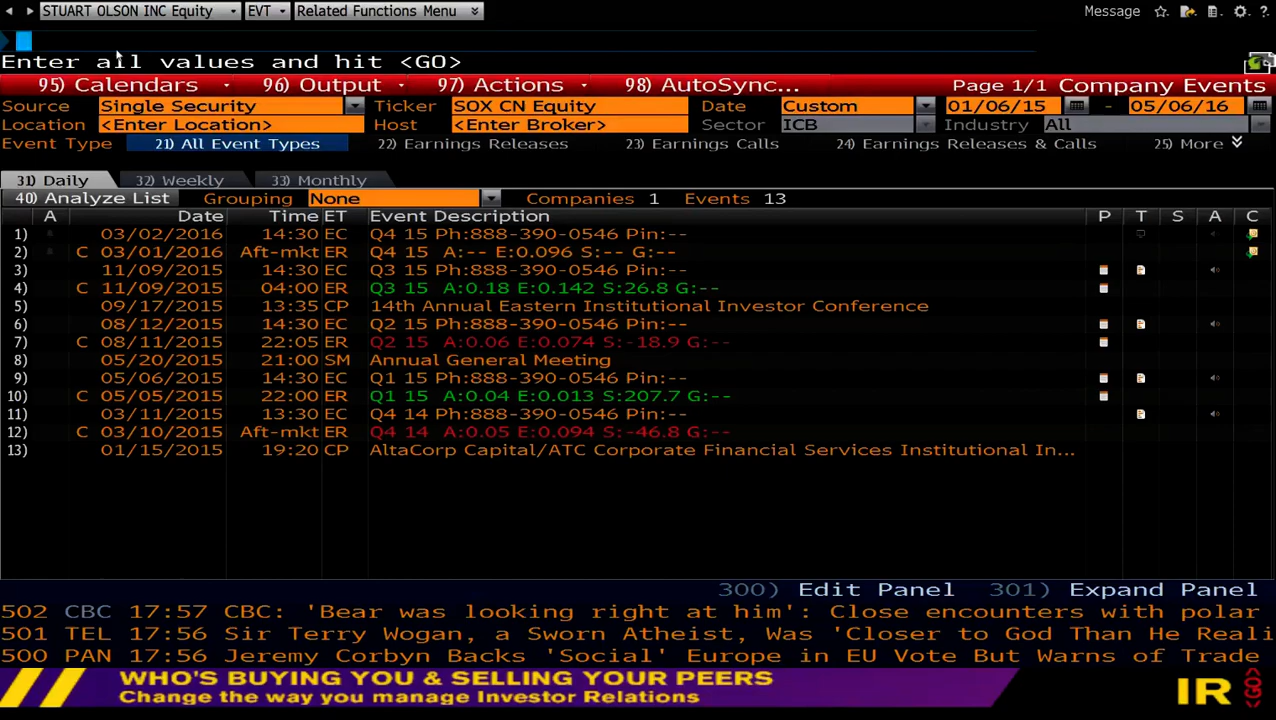 STUART OLSON INC Equity EVT Related Functions Menu Message ?
Enter all values and hit <GO>
95) Calendars 96) Output 97) Actions 98) AutoSync... Page 1/1 Company Events
Source Single Security Ticker SOX CN Equity Date Custom 01/06/15 - 05/06/16
Location <Enter Location> Host <Enter Broker> Sector ICB Industry All
Event Type 21) All Event Types 22) Earnings Releases 23) Earnings Calls 24) Earnings Releases & Calls 25) More
31) Daily 32) Weekly 33) Monthly
40) Analyze List Grouping None Companies 1 Events 13
A Date Time ET Event Description P T S A C
1) 03/02/2016 14:30 EC Q4 15 Ph:888-390-0546 Pin:--
2) C 03/01/2016 Aft-mkt ER Q4 15 A:-- E:0.096 S:-- G:--
3) 11/09/2015 14:30 EC Q3 15 Ph:888-390-0546 Pin:--
4) C 11/09/2015 04:00 ER Q3 15 A:0.18 E:0.142 S:26.8 G:--
5) 09/17/2015 13:35 CP 14th Annual Eastern Institutional Investor Conference
6) 08/12/2015 14:30 EC Q2 15 Ph:888-390-0546 Pin:--
7) C 08/11/2015 22:05 ER Q2 15 A:0.06 E:0.074 S:-18.9 G:--
8) 05/20/2015 21:00 SM Annual General Meeting
9) 05/06/2015 14:30 EC Q1 15 Ph:888-390-0546 Pin:--
10) C 05/05/2015 22:00 ER Q1 15 A:0.04 E:0.013 S:207.7 G:--
11) 03/11/2015 13:30 EC Q4 14 Ph:888-390-0546 Pin:--
12) C 03/10/2015 Aft-mkt ER Q4 14 A:0.05 E:0.094 S:-46.8 G:--
13) 01/15/2015 19:20 CP AltaCorp Capital/ATC Corporate Financial Services Institutional In...
300) Edit Panel 301) Expand Panel
502 CBC 17:57 CBC: 'Bear was looking right at him': Close encounters with polar
501 TEL 17:56 Sir Terry Wogan, a Sworn Atheist, Was 'Closer to God Than He Reali
500 PAN 17:56 Jeremy Corbyn Backs 'Social' Europe in EU Vote But Warns of Trade
WHO'S BUYING YOU & SELLING YOUR PEERS
Change the way you manage Investor Relations
IR